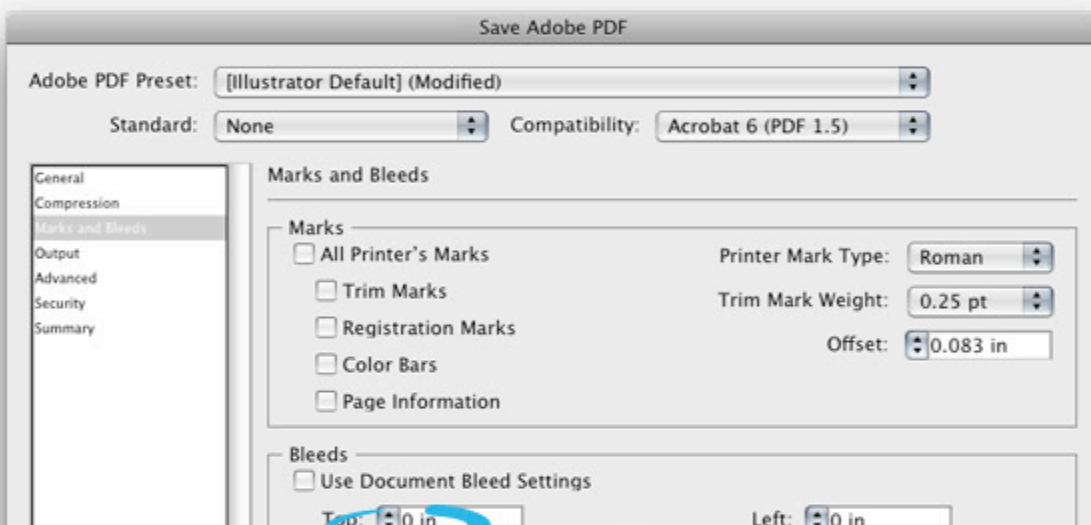 Save Adobe PDF
Adobe PDF Preset: [Illustrator Default] (Modified)
Standard: None Compatibility: Acrobat 6 (PDF 1.5)
General
Compression
Marks and Bleeds
Output
Advanced
Security
Summary
Marks and Bleeds
Marks
All Printer's Marks
Trim Marks
Registration Marks
Color Bars
Page Information
Printer Mark Type: Roman
Trim Mark Weight: 0.25 pt
Offset: 0.083 in
Bleeds
Use Document Bleed Settings
Top: 0 in Left: 0 in